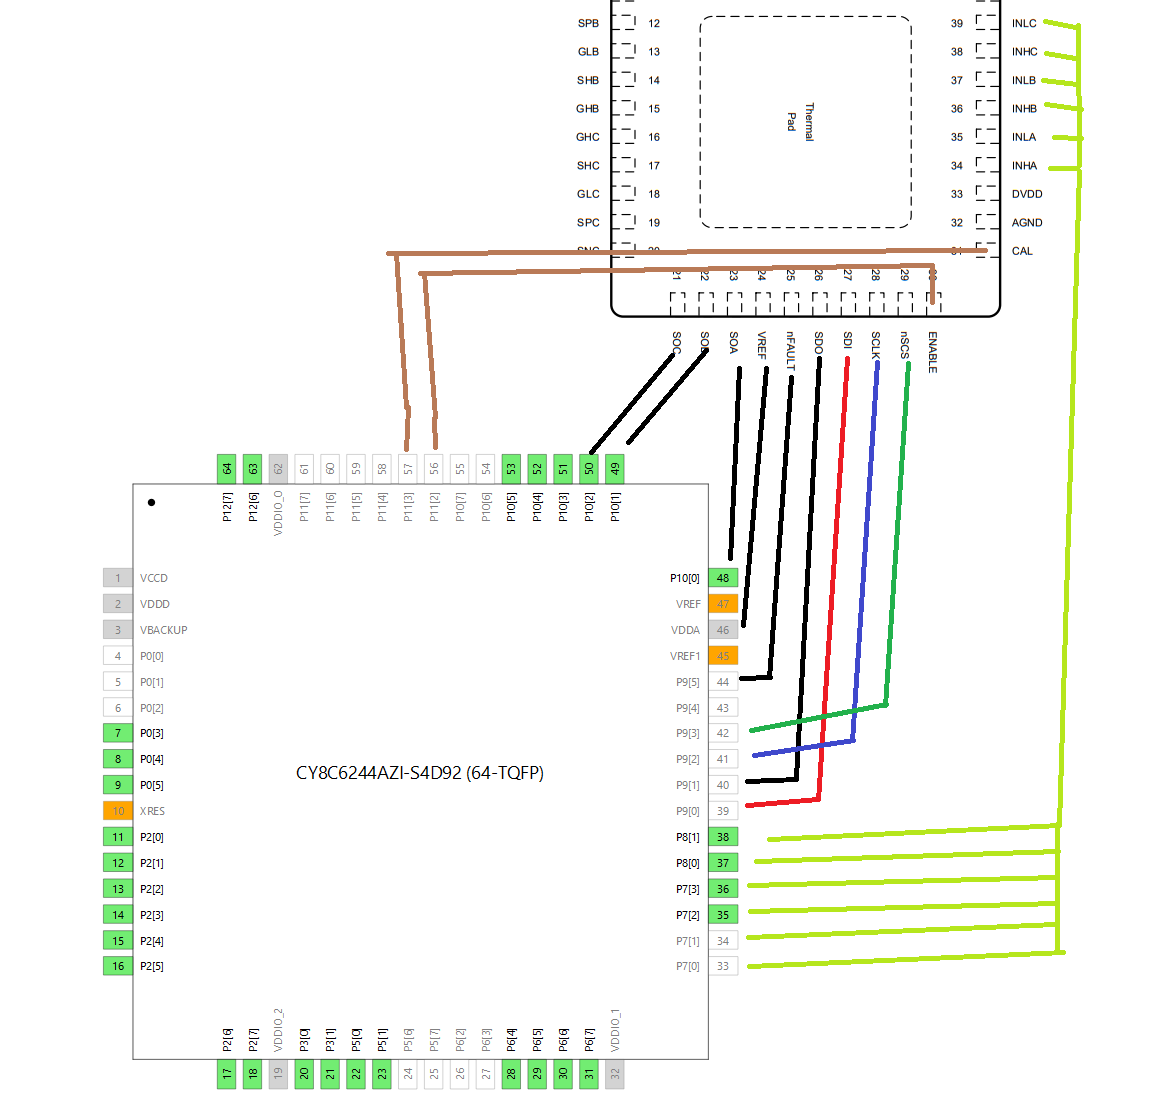 SPB 12 39 INLC
GLB 13 38 INHC
SHB 14 37 INLB
GHB 15 36 INHB
GHC 16 35 INLA
SHC 17 34 INHA
GLC 18 33 DVDD
SPC 19 32 AGND
CAL
Thermal
Pad
21 22 23 24 25 26 27 28 29
SOC SOB SOA VREF nFAULT SDO SDI SCLK nSCS ENABLE
64 63 62 61 60 59 58 57 56 55 54 53 52 51 50 49
P12[7] P12[6] VDDIO_0 P11[7] P11[6] P11[5] P11[4] P11[3] P11[2] P10[7] P10[6] P10[5] P10[4] P10[3] P10[2] P10[1]
1 VCCD P10[0] 48
2 VDDD VREF 47
3 VBACKUP VDDA 46
4 P0[0] VREF1 45
5 P0[1] P9[5] 44
6 P0[2] P9[4] 43
7 P0[3] P9[3] 42
8 P0[4] P9[2] 41
CY8C6244AZI-S4D92 (64-TQFP)
9 P0[5] P9[1] 40
10 XRES P9[0] 39
11 P2[0] P8[1] 38
12 P2[1] P8[0] 37
13 P2[2] P7[3] 36
14 P2[3] P7[2] 35
15 P2[4] P7[1] 34
16 P2[5] P7[0] 33
P2[6] P2[7] VDDIO_2 P3[0] P3[1] P5[0] P5[1] P5[6] P5[7] P6[2] P6[3] P6[4] P6[5] P6[6] P6[7] VDDIO_1
17 18 19 20 21 22 23 24 25 26 27 28 29 30 31 32